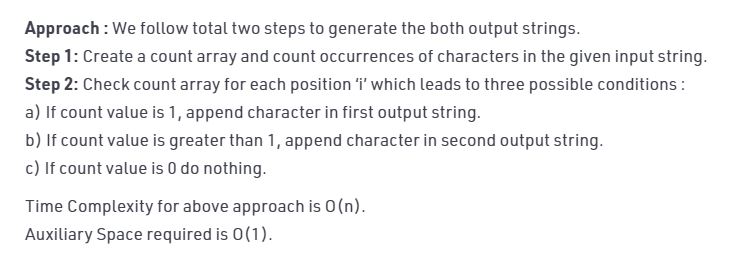 Approach : We follow total two steps to generate the both output strings.
Step 1: Create a count array and count occurrences of characters in the given input string.
Step 2: Check count array for each position ‘i’ which leads to three possible conditions :
a) If count value is 1, append character in first output string.
b) If count value is greater than 1, append character in second output string.
c) If count value is 0 do nothing.
Time Complexity for above approach is O(n).
Auxiliary Space required is O(1).